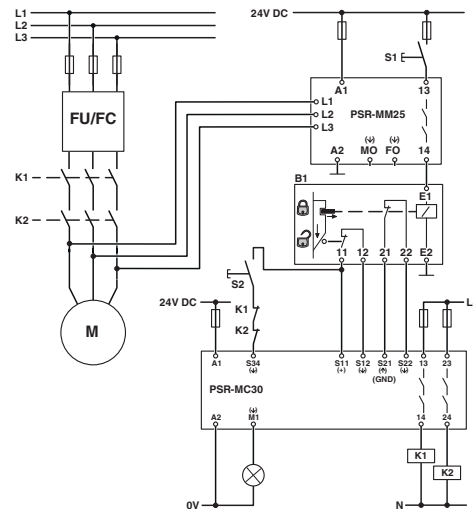 L1
L2
L3
24V DC
S1
FU/FC
A1 13
L1
L2
L3
PSR-MM25
A2 MO FO 14
(↓) (↓)
K1
K2
B1
E1
11 12 21 22 E2
S2
K1
K2
24V DC
L
M
A1 S34 S11 S12 S21 S22 13 23
(↓) (+) (↓) (↑) (↓)
(GND)
PSR-MC30
(↓)
A2 M1 14 24
K1
K2
0V
N